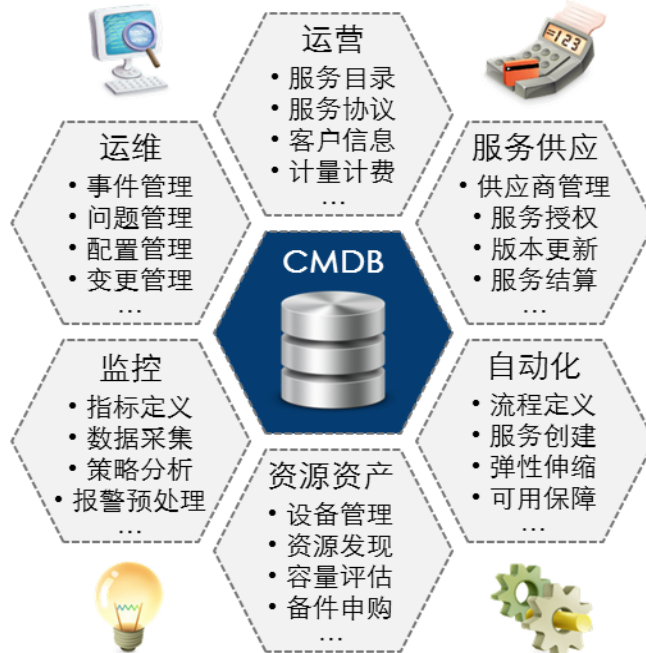 运营
• 服务目录
• 服务协议
• 客户信息
• 计量计费
...
运维
• 事件管理
• 问题管理
• 配置管理
• 变更管理
...
服务供应
• 供应商管理
• 服务授权
• 版本更新
• 服务结算
...
CMDB
监控
• 指标定义
• 数据采集
• 策略分析
• 报警预处理
...
自动化
• 流程定义
• 服务创建
• 弹性伸缩
• 可用保障
...
资源资产
• 设备管理
• 资源发现
• 容量评估
• 备件申购
...
=123